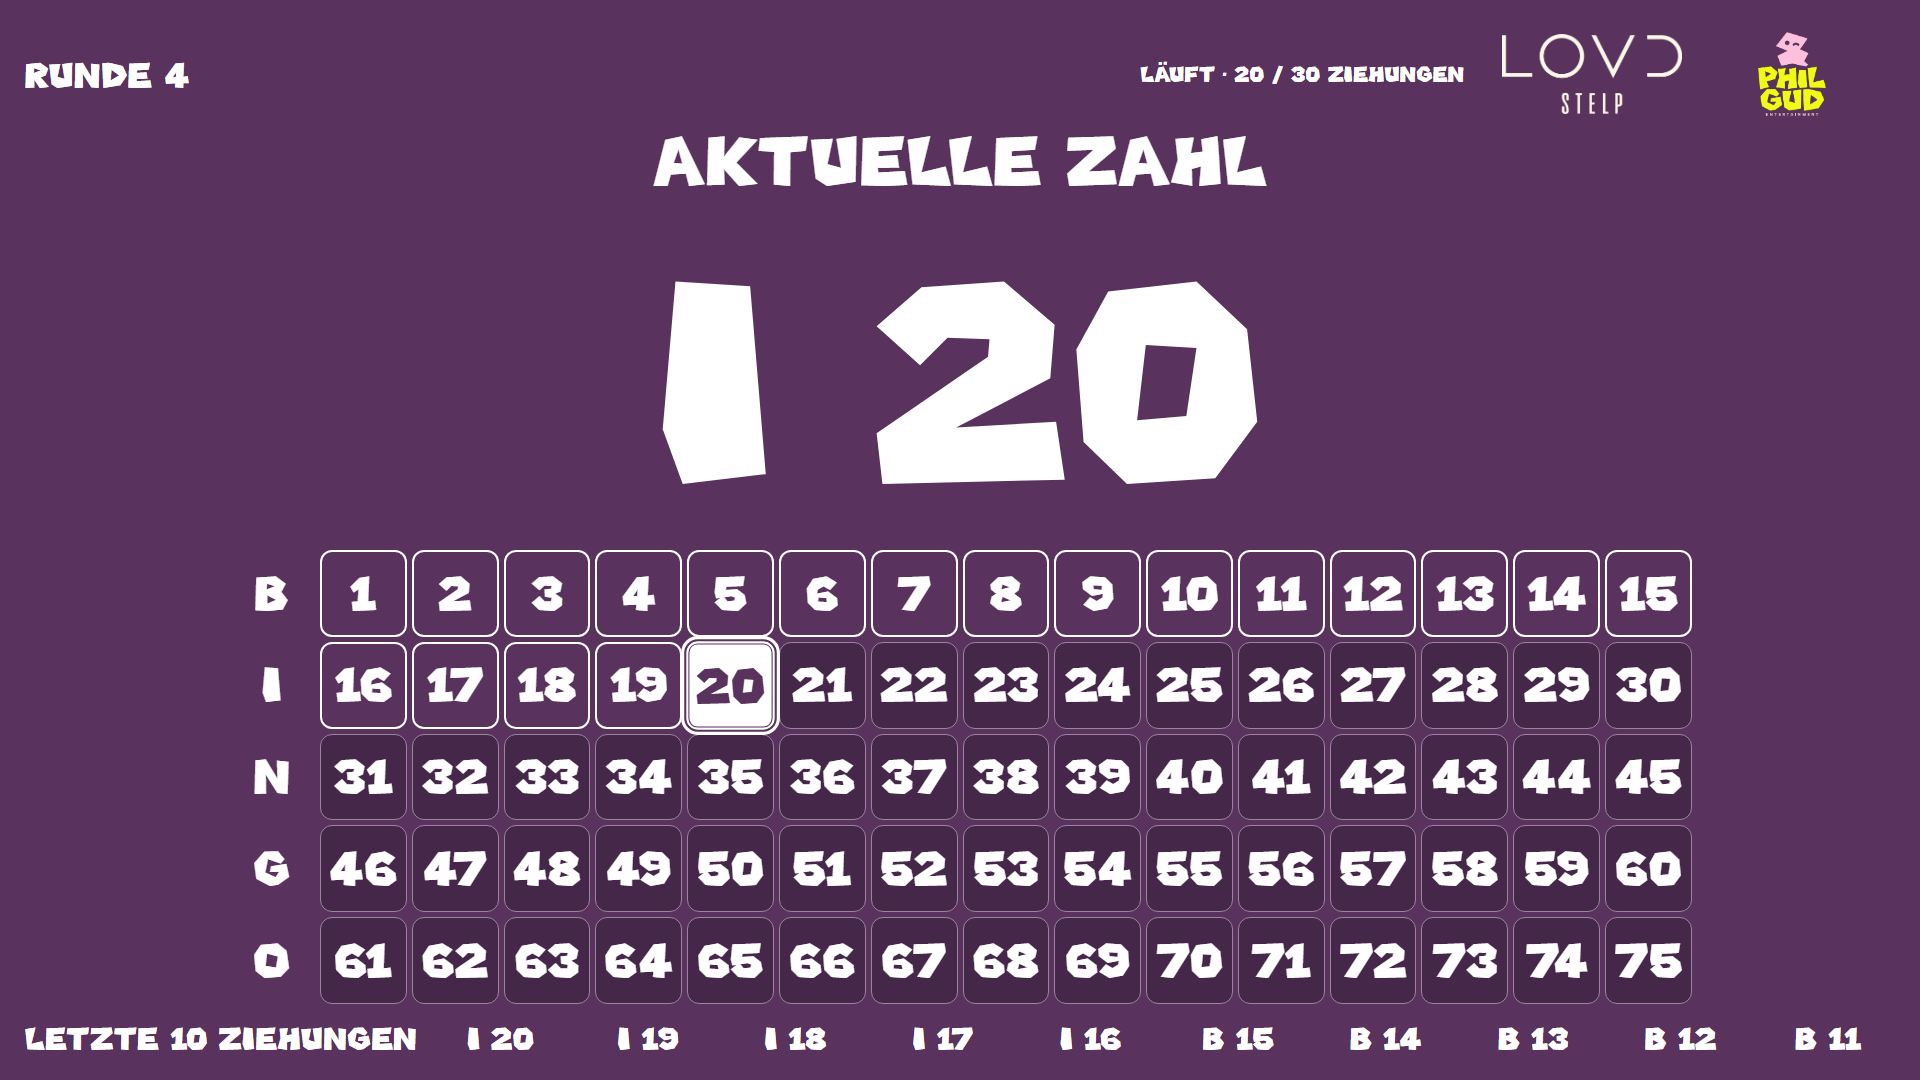 RUNDE 4
LÄUFT · 20 / 30 ZIEHUNGEN
LOVD
STELP
PHIL
GUD
ENTERTAINMENT
AKTUELLE ZAHL
I 20
B 1 2 3 4 5 6 7 8 9 10 11 12 13 14 15
I 16 17 18 19 20 21 22 23 24 25 26 27 28 29 30
N 31 32 33 34 35 36 37 38 39 40 41 42 43 44 45
G 46 47 48 49 50 51 52 53 54 55 56 57 58 59 60
O 61 62 63 64 65 66 67 68 69 70 71 72 73 74 75
LETZTE 10 ZIEHUNGEN I 20 I 19 I 18 I 17 I 16 B 15 B 14 B 13 B 12 B 11